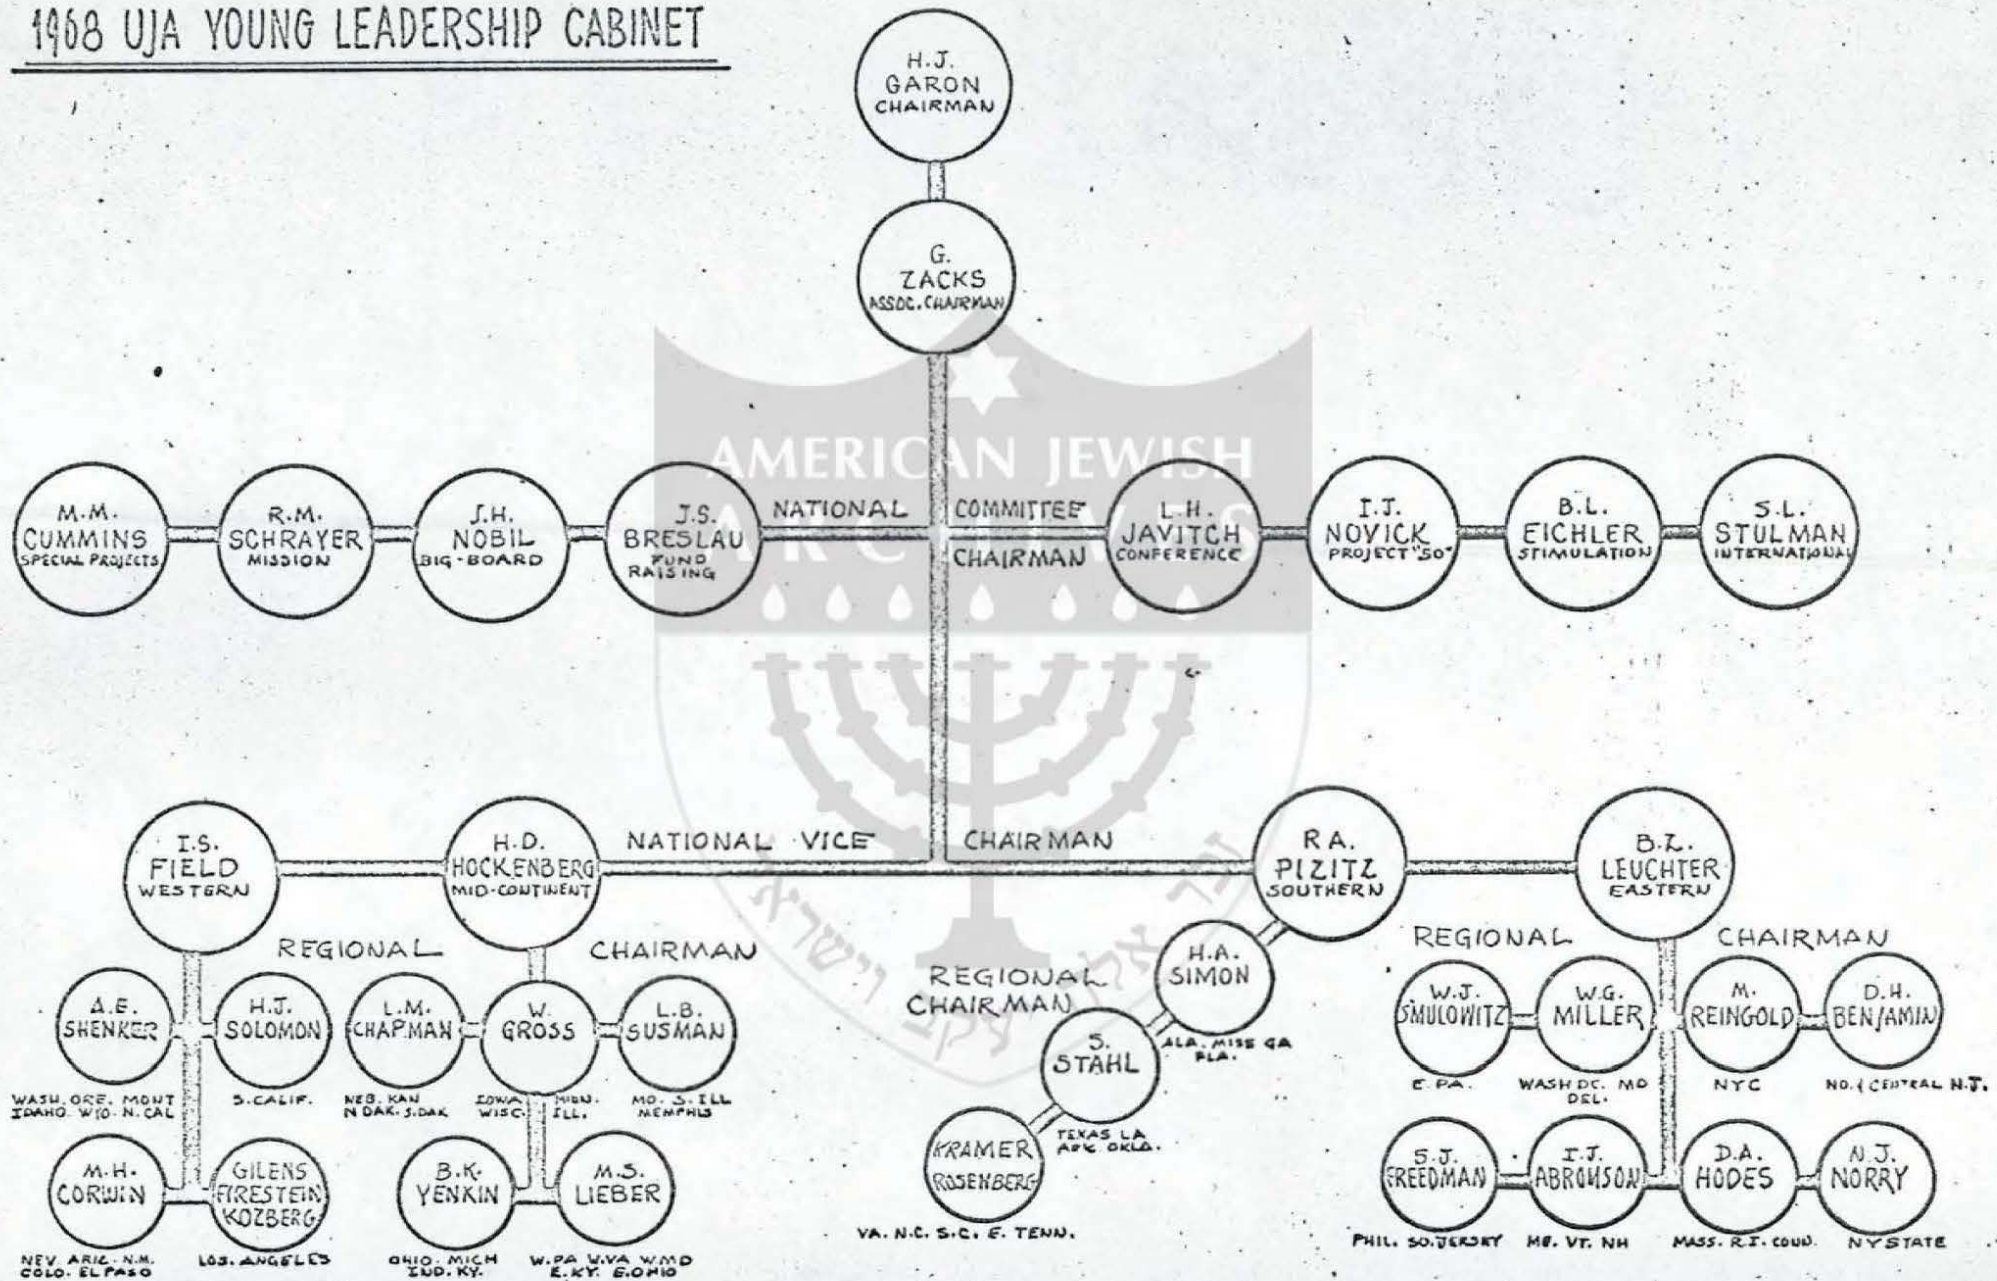 1968 UJA YOUNG LEADERSHIP CABINET
H.J.
GARON
CHAIRMAN
G.
ZACKS
ASSOC. CHAIRMAN
AMERICAN JEWISH
ARCHIVES
M.M.
CUMMINS
SPECIAL PROJECTS
R.M.
SCHRAYER
MISSION
J.H.
NOBIL
BIG-BOARD
J.S.
BRESLAU
FUND
RAISING
NATIONAL COMMITTEE
CHAIRMAN
L.H.
JAVITCH
CONFERENCE
I.J.
NOVICK
PROJECT "50"
B.L.
EICHLER
STIMULATION
S.L.
STULMAN
INTERNATIONAL
I.S.
FIELD
WESTERN
H.D.
HOCKENBERG
MID-CONTINENT
NATIONAL VICE CHAIRMAN
R A.
PIZITZ
SOUTHERN
B.Z.
LEUCHTER
EASTERN
REGIONAL CHAIRMAN
A.E.
SHENKER
WASH. ORE. MONT
IDAHO. WYO. N. CAL
H.J.
SOLOMON
S. CALIF.
L.M.
CHAPMAN
NEB. KAN
N DAK. S. DAK
W.
GROSS
IOWA MINN.
WISC. ILL.
L.B.
SUSMAN
MO. S. ILL
MEMPHIS
M.H.
CORWIN
NEV. ARIZ. N.M.
COLO. EL PASO
GILENS
FIRESTEIN
KOZBERG
LOS. ANGELES
B.K.
YENKIN
OHIO. MICH
IND. KY.
M.S.
LIEBER
W. PA W. VA W. MD
E. KY. E. OHIO
REGIONAL
CHAIRMAN
H.A.
SIMON
ALA. MISS GA
FLA.
S.
STAHL
TEXAS LA
ARK. OKLA.
KRAMER
ROSENBERG
VA. N.C. S.C. E. TENN.
REGIONAL CHAIRMAN
W.J.
SMULOWITZ
E. PA.
W.G.
MILLER
WASH DC. MD
DEL.
M.
REINGOLD
NYC
D.H.
BENJAMIN
NO. & CENTRAL N.J.
S.J.
FREEDMAN
PHIL. SO. JERSEY
I.J.
ABROMSON
ME. VT. NH
D.A.
HODES
MASS. R.I. CONN.
N.J.
NORRY
NY STATE